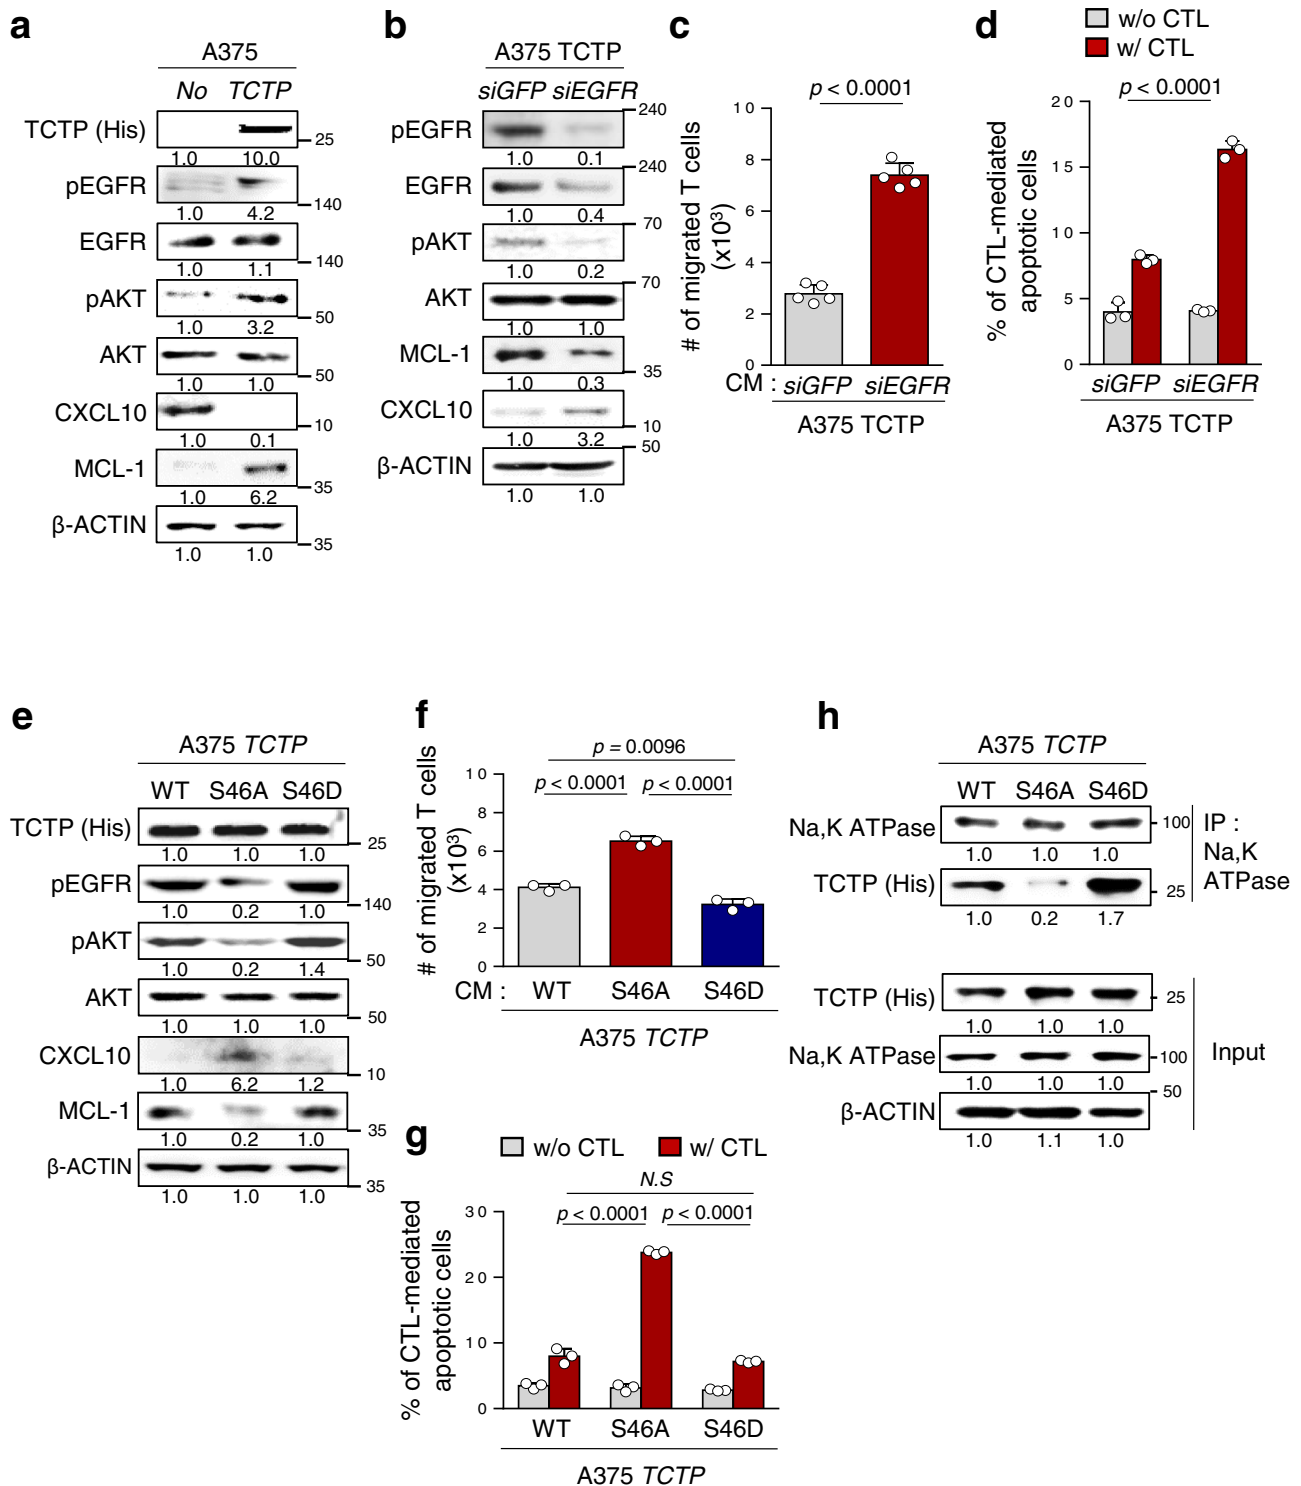 a
A375
No TCTP
TCTP (His)
25
1.0 10.0
pEGFR
140
1.0 4.2
EGFR
140
1.0 1.1
pAKT
50
1.0 3.2
AKT
50
1.0 1.0
CXCL10
10
1.0 0.1
MCL-1
35
1.0 6.2
β-ACTIN
35
1.0 1.0
b
A375 TCTP
siGFP siEGFR
240
pEGFR
1.0 0.1
240
EGFR
1.0 0.4
70
pAKT
1.0 0.2
70
AKT
1.0 1.0
MCL-1
35
1.0 0.3
CXCL10
10
1.0 3.2
50
β-ACTIN
1.0 1.0
c
p < 0.0001
# of migrated T cells
(x10³)
10
8
6
4
2
0
CM : siGFP siEGFR
A375 TCTP
d
w/o CTL
w/ CTL
p < 0.0001
% of CTL-mediated
apoptotic cells
20
15
10
5
0
siGFP siEGFR
A375 TCTP
e
A375 TCTP
WT S46A S46D
TCTP (His)
25
1.0 1.0 1.0
pEGFR
140
1.0 0.2 1.0
pAKT
50
1.0 0.2 1.4
AKT
50
1.0 1.0 1.0
CXCL10
10
1.0 6.2 1.2
MCL-1
35
1.0 0.2 1.0
β-ACTIN
35
1.0 1.0 1.0
f
p = 0.0096
p < 0.0001 p < 0.0001
# of migrated T cells
(x10³)
10
8
6
4
2
0
CM : WT S46A S46D
A375 TCTP
g
w/o CTL w/ CTL
N.S
p < 0.0001 p < 0.0001
% of CTL-mediated
apoptotic cells
30
20
10
0
WT S46A S46D
A375 TCTP
h
A375 TCTP
WT S46A S46D
Na,K ATPase
100
1.0 1.0 1.0
TCTP (His)
25
1.0 0.2 1.7
IP :
Na,K
ATPase
TCTP (His)
25
1.0 1.0 1.0
Na,K ATPase
100
1.0 1.0 1.0
50
β-ACTIN
1.0 1.1 1.0
Input